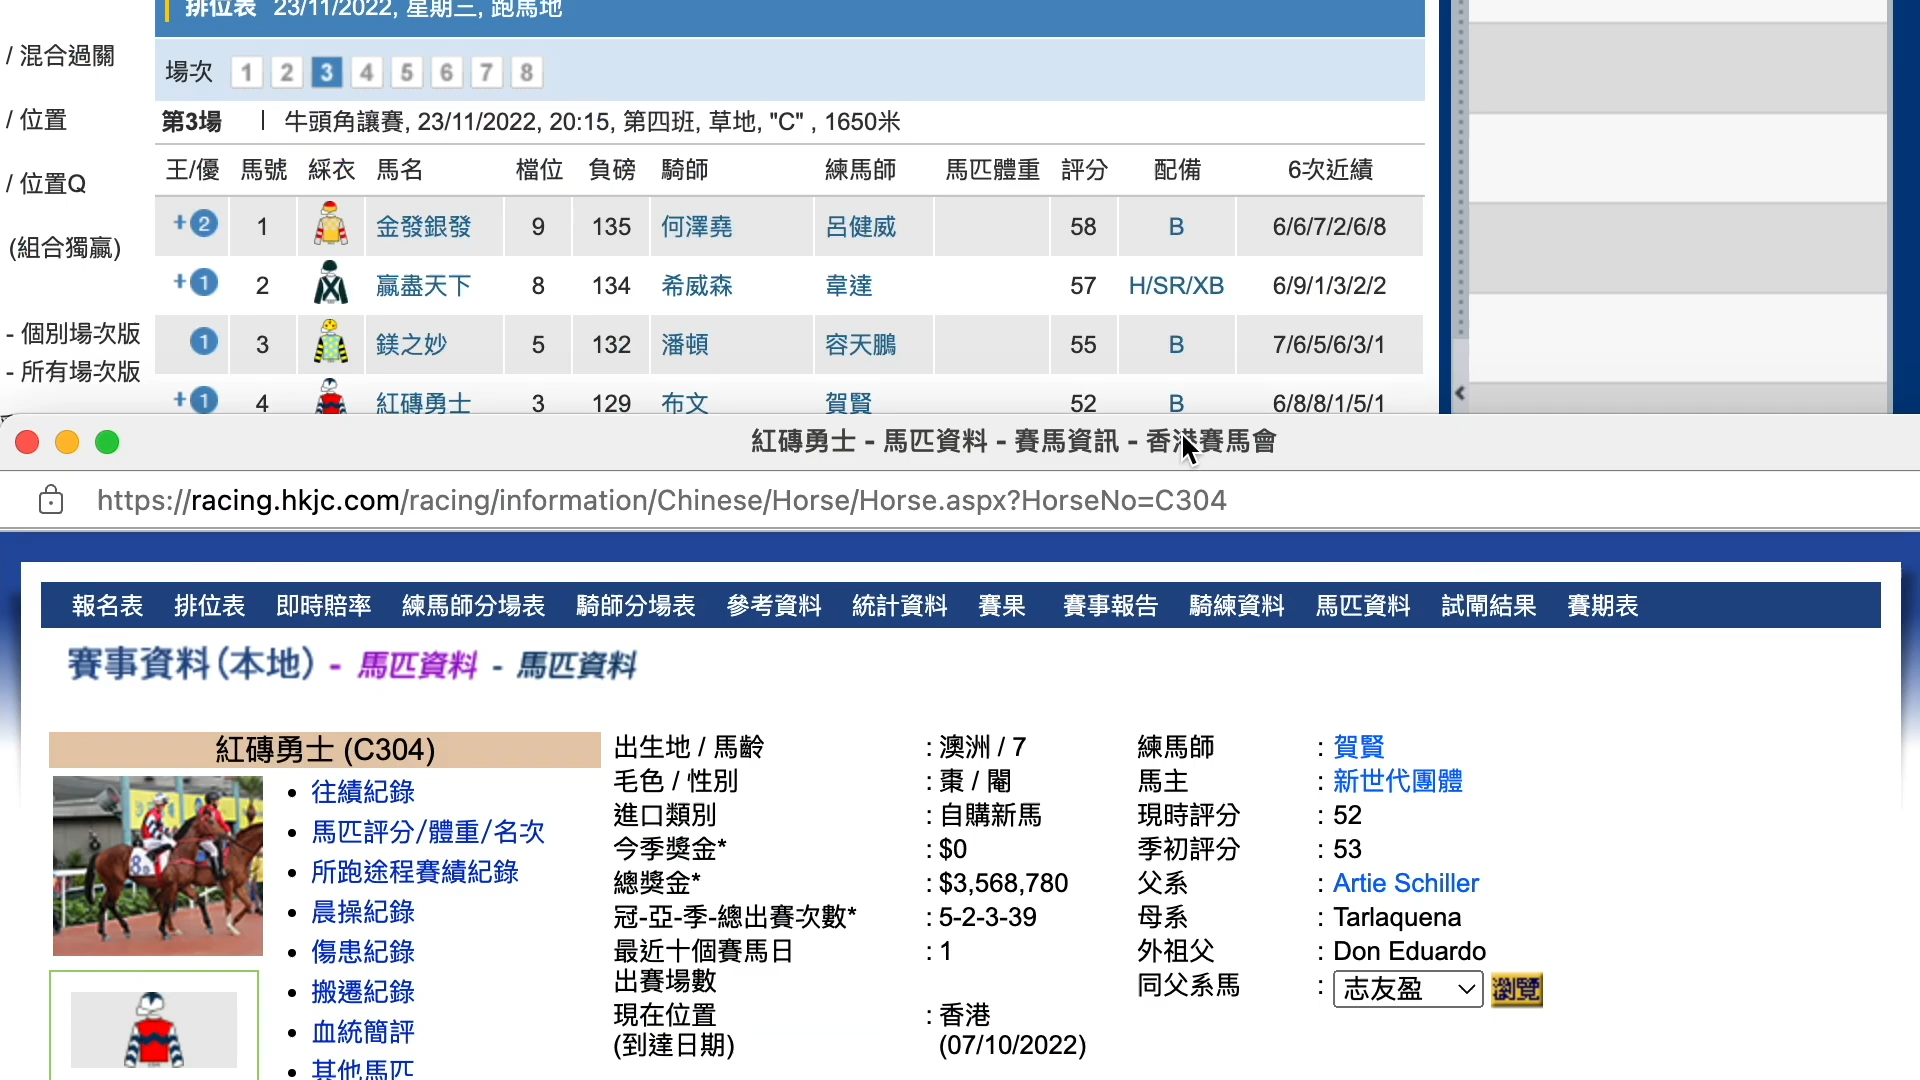 排位表 23/11/2022, 星期三, 跑馬地
/ 混合過關
/ 位置
/ 位置Q
(組合獨贏)
- 個別場次版
- 所有場次版
場次 1 2 3 4 5 6 7 8
第3場 | 牛頭角讓賽, 23/11/2022, 20:15, 第四班, 草地, "C" , 1650米
王/優 馬號 綵衣 馬名 檔位 負磅 騎師 練馬師 馬匹體重 評分 配備 6次近績
+2 1 金發銀發 9 135 何澤堯 呂健威 58 B 6/6/7/2/6/8
+1 2 贏盡天下 8 134 希威森 韋達 57 H/SR/XB 6/9/1/3/2/2
1 3 鎂之妙 5 132 潘頓 容天鵬 55 B 7/6/5/6/3/1
+1 4 紅磚勇士 3 129 布文 賀賢 52 B 6/8/8/1/5/1
紅磚勇士 - 馬匹資料 - 賽馬資訊 - 香港賽馬會
https://racing.hkjc.com/racing/information/Chinese/Horse/Horse.aspx?HorseNo=C304
報名表 排位表 即時賠率 練馬師分場表 騎師分場表 參考資料 統計資料 賽果 賽事報告 騎練資料 馬匹資料 試閘結果 賽期表
賽事資料(本地) - 馬匹資料 - 馬匹資料
紅磚勇士 (C304)
• 往績紀錄
• 馬匹評分/體重/名次
• 所跑途程賽績紀錄
• 晨操紀錄
• 傷患紀錄
• 搬遷紀錄
• 血統簡評
• 其他馬匹
出生地 / 馬齡 : 澳洲 / 7
毛色 / 性別 : 棗 / 閹
進口類別 : 自購新馬
今季獎金* : $0
總獎金* : $3,568,780
冠-亞-季-總出賽次數* : 5-2-3-39
最近十個賽馬日 : 1
出賽場數
現在位置 : 香港
(到達日期) (07/10/2022)
練馬師 : 賀賢
馬主 : 新世代團體
現時評分 : 52
季初評分 : 53
父系 : Artie Schiller
母系 : Tarlaquena
外祖父 : Don Eduardo
同父系馬 : 志友盈 瀏覽